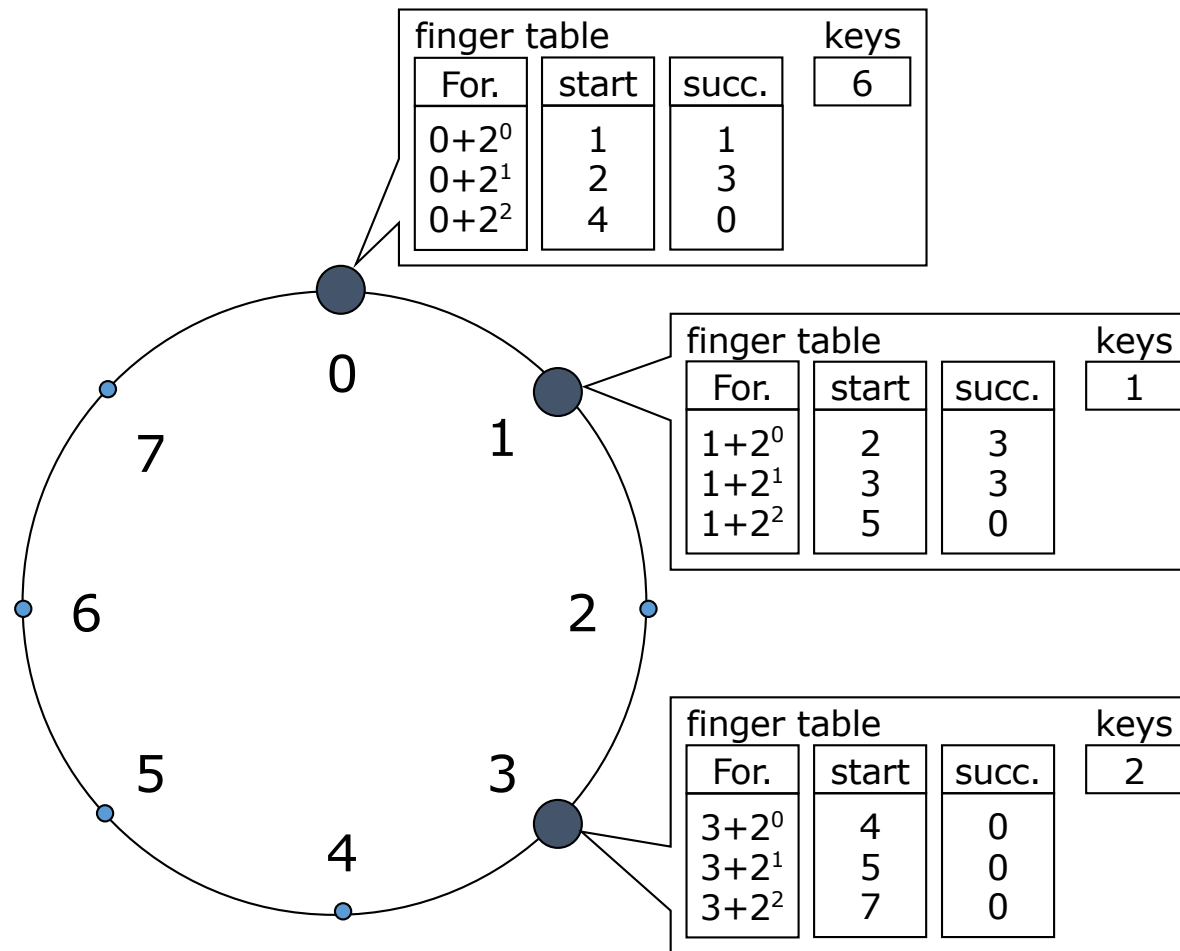 finger table keys
For. start succ. 6
0+2⁰ 1 1
0+2¹ 2 3
0+2² 4 0
0
finger table keys
For. start succ. 1
1+2⁰ 2 3
1+2¹ 3 3
1+2² 5 0
7
1
6
2
5
3
4
finger table keys
For. start succ. 2
3+2⁰ 4 0
3+2¹ 5 0
3+2² 7 0